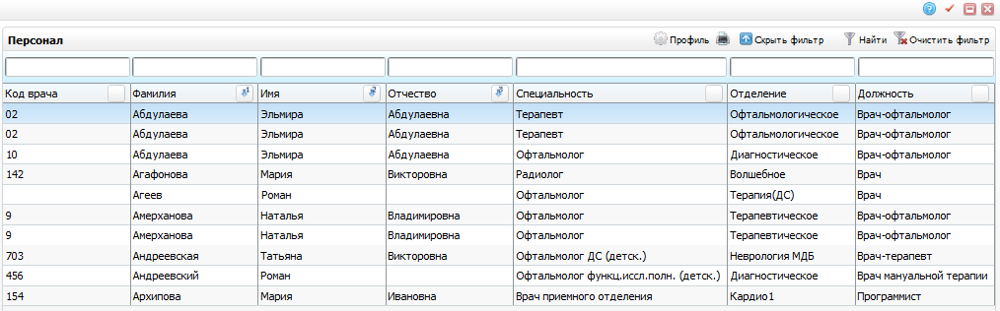 Персонал Профиль Скрыть фильтр Найти Очистить фильтр
Код врача Фамилия 1 Имя 2 Отчество 3 Специальность Отделение Должность
02 Абдулаева Эльмира Абдулаевна Терапевт Офтальмологическое Врач-офтальмолог
02 Абдулаева Эльмира Абдулаевна Терапевт Офтальмологическое Врач-офтальмолог
10 Абдулаева Эльмира Абдулаевна Офтальмолог Диагностическое Врач-офтальмолог
142 Агафонова Мария Викторовна Радиолог Волшебное Врач
Агеев Роман Офтальмолог Терапия(ДС) Врач
9 Амерханова Наталья Владимировна Офтальмолог Терапевтическое Врач-офтальмолог
9 Амерханова Наталья Владимировна Офтальмолог Терапевтическое Врач-офтальмолог
703 Андреевская Татьяна Викторовна Офтальмолог ДС (детск.) Неврология МДБ Врач-терапевт
456 Андреевский Роман Офтальмолог функц.иссл.полн. (детск.) Диагностическое Врач мануальной терапии
154 Архипова Мария Ивановна Врач приемного отделения Кардио1 Программист